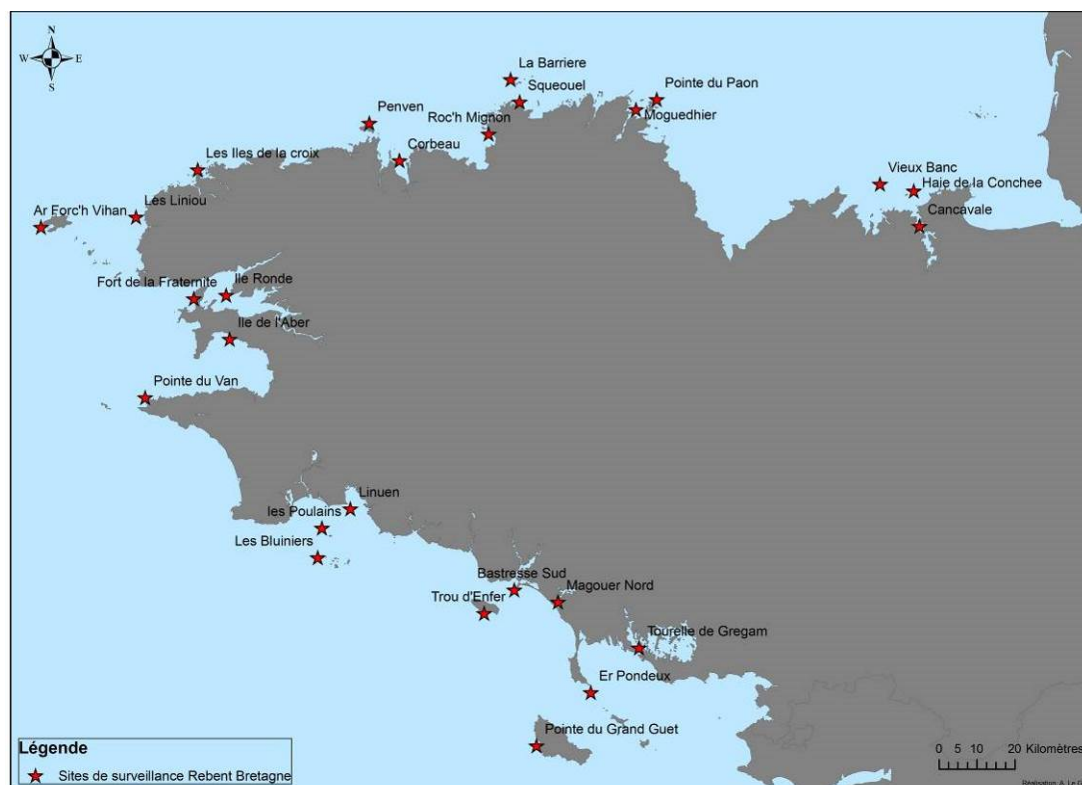 N
W E
S
La Barriere
Squeouel
Pointe du Paon
Penven
Roc'h Mignon
Moguedhier
Corbeau
Les Iles de la croix
Vieux Banc
Haie de la Conchee
Les Liniou
Ar Forc'h Vihan
Cancavale
Fort de la Fraternite
Ile Ronde
Ile de l'Aber
Pointe du Van
Linuen
les Poulains
Les Bluiniers
Bastresse Sud
Magouer Nord
Trou d'Enfer
Tourelle de Gregam
Er Pondeux
Pointe du Grand Guet
Légende
Sites de surveillance Rebent Bretagne
0 5 10 20 Kilomètres
Réalisation A. Le